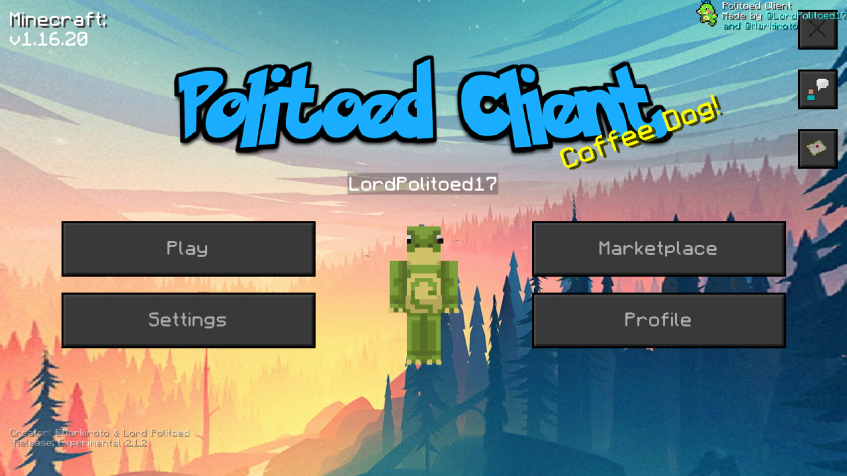 Minecraft:
v1.16.20
Politoed Client
Made by @LordPolitoed17
and @Markiroto
Politoed Client
Coffee Dog!
LordPolitoed17
Play
Marketplace
Settings
Profile
Creator: @Markiroto & Lord Politoed
Release: Experimental 2.1.2